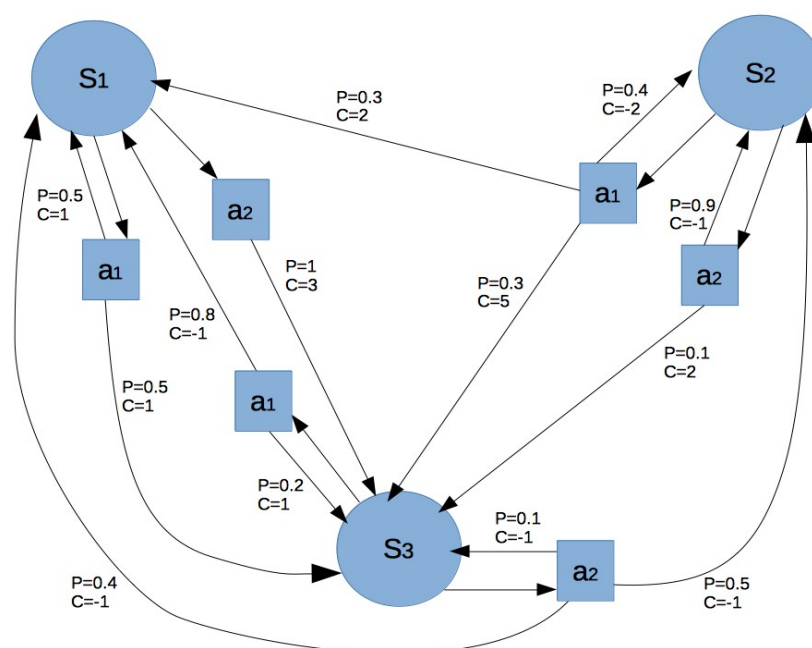 S1
S2
P=0.3
C=2
P=0.4
C=-2
P=0.5
C=1
a2
a1
P=0.9
C=-1
a1
P=1
C=3
P=0.3
C=5
a2
P=0.8
C=-1
P=0.1
C=2
P=0.5
C=1
a1
P=0.2
C=1
S3
P=0.1
C=-1
a2
P=0.4
C=-1
P=0.5
C=-1